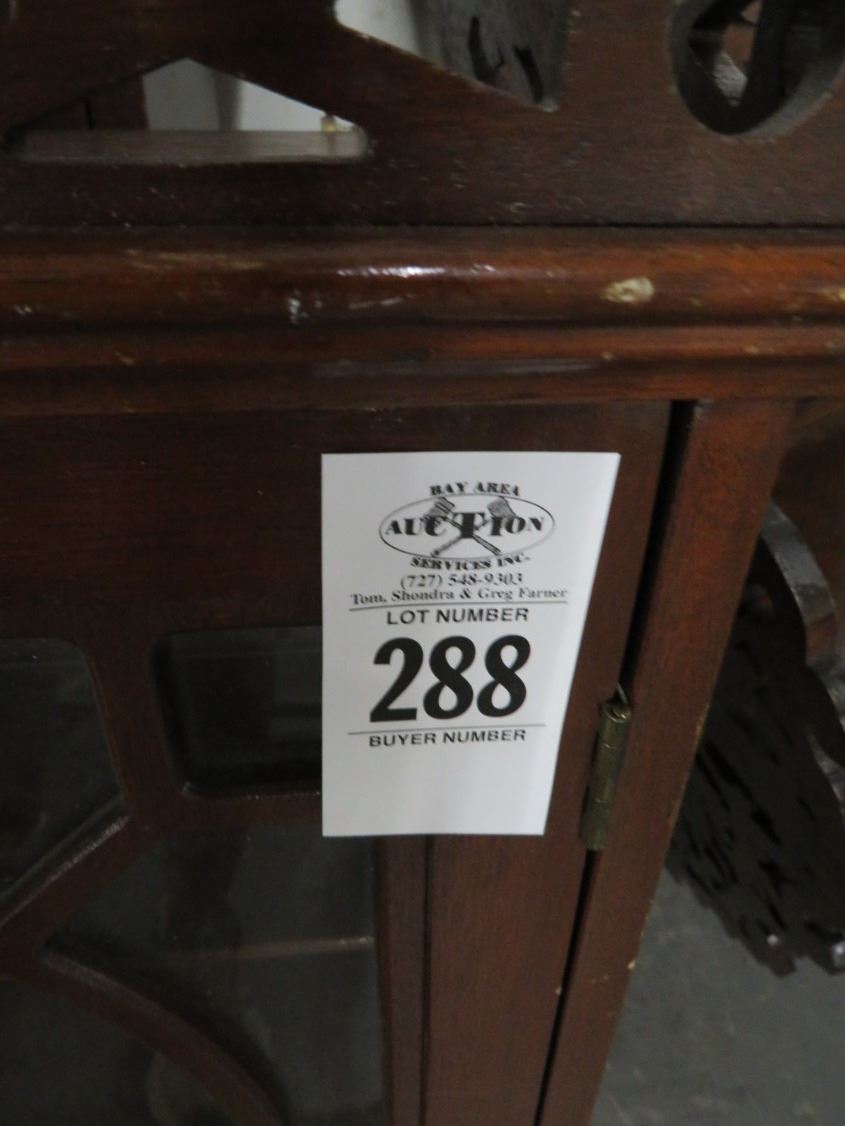 BAY AREA
AUCTION
SERVICES INC.
(727) 548-9303
Tom, Shondra & Greg Farner
LOT NUMBER
288
BUYER NUMBER